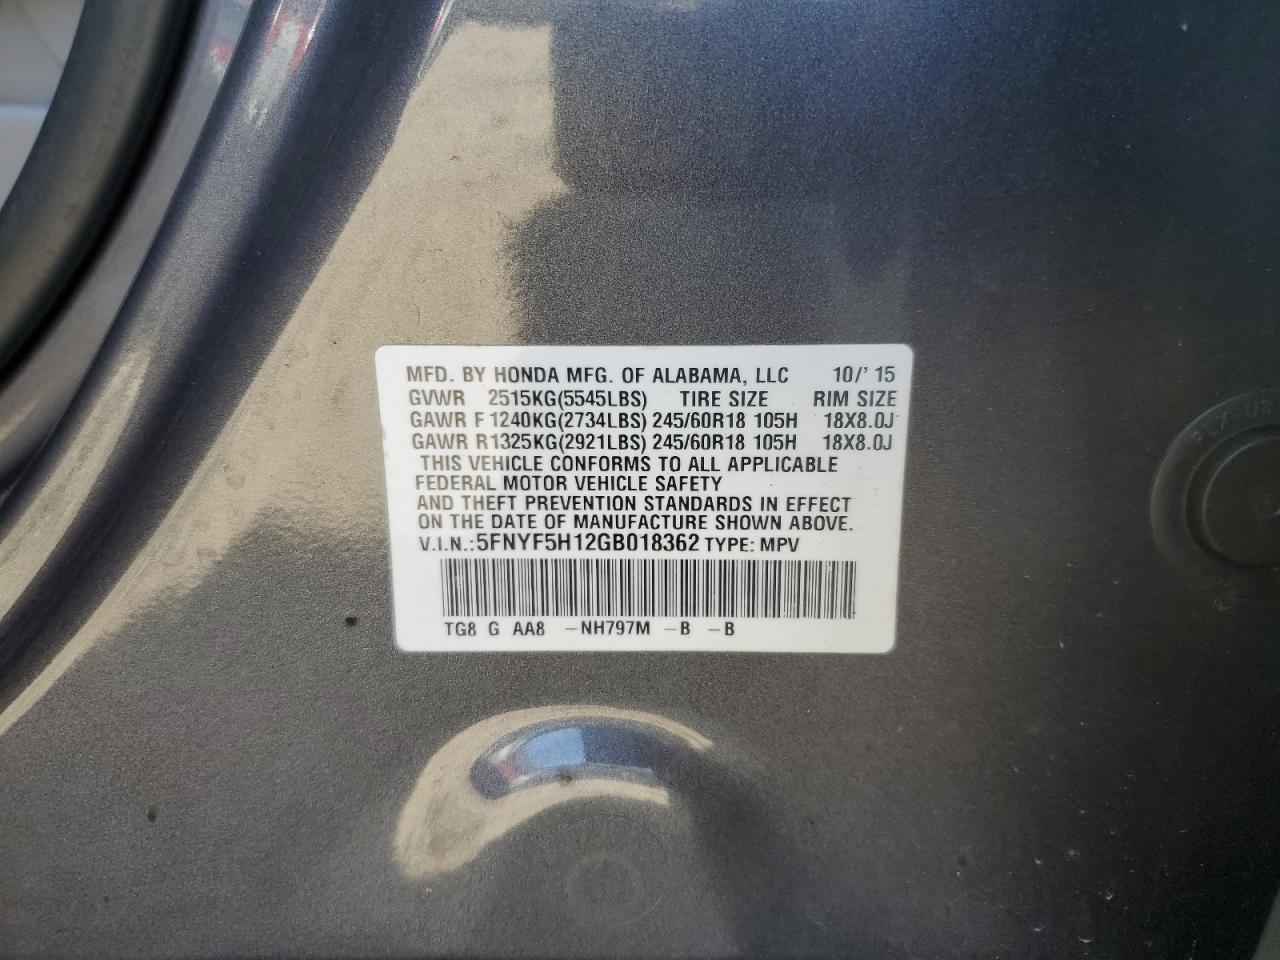 MFD. BY HONDA MFG. OF ALABAMA, LLC 10/'15
GVWR 2515KG(5545LBS) TIRE SIZE RIM SIZE
GAWR F 1240KG(2734LBS) 245/60R18 105H 18X8.0J
GAWR R1325KG(2921LBS) 245/60R18 105H 18X8.0J
THIS VEHICLE CONFORMS TO ALL APPLICABLE
FEDERAL MOTOR VEHICLE SAFETY
AND THEFT PREVENTION STANDARDS IN EFFECT
ON THE DATE OF MANUFACTURE SHOWN ABOVE.
V.I.N.:5FNYF5H12GB018362 TYPE: MPV
TG8 G AA8 -NH797M -B -B